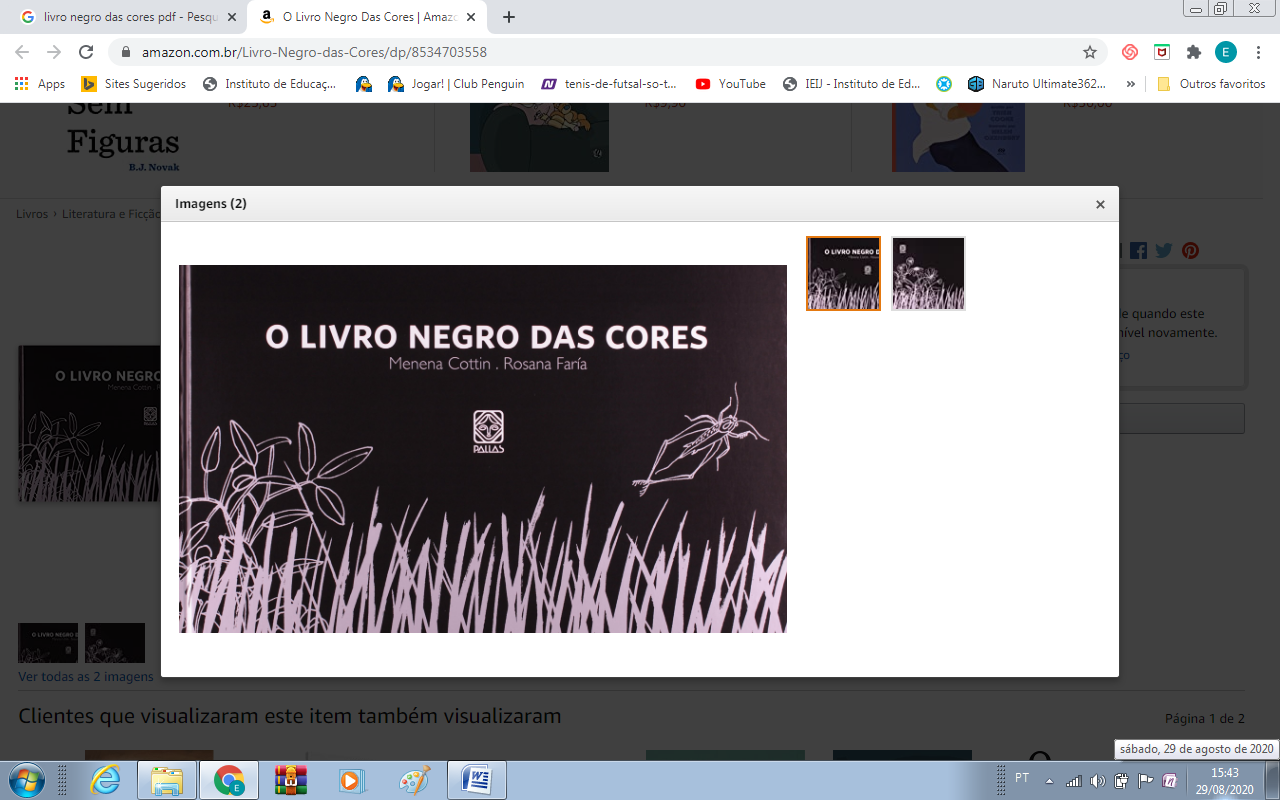 livro negro das cores pdf - Pesqu
O Livro Negro Das Cores | Amazo
amazon.com.br/Livro-Negro-das-Cores/dp/8534703558
E
Apps
Sites Sugeridos
Instituto de Educaç...
Jogar! | Club Penguin
tenis-de-futsal-so-t...
YouTube
IEIJ - Instituto de Ed...
Naruto Ultimate362...
»
Outros favoritos
Sem
Figuras
B.J. Novak
Livros › Literatura e Ficção
Imagens (2)
O LIVRO NEGRO DAS CORES
Menena Cottin . Rosana Faría
PALLAS
O LIVRO NEGRO
de quando este
nível novamente.
ço
Ver todas as 2 imagens
Clientes que visualizaram este item também visualizaram
Página 1 de 2
sábado, 29 de agosto de 2020
PT
15:43
29/08/2020